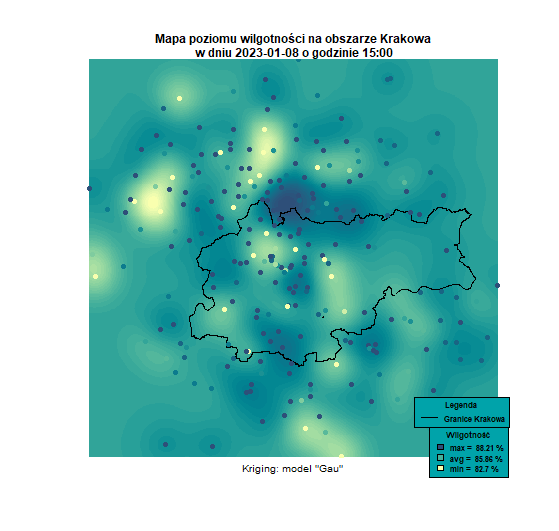 Mapa poziomu wilgotności na obszarze Krakowa
w dniu 2023-01-08 o godzinie 15:00
Legenda
Granice Krakowa
Wilgotność
max = 88.21 %
avg = 85.86 %
min = 82.7 %
Kriging: model "Gau"